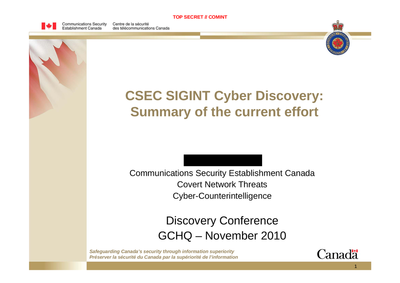 TOP SECRET // COMINT
Communications Security Centre de la sécurité
Establishment Canada des télécommunications Canada
CSEC SIGINT Cyber Discovery:
Summary of the current effort
Communications Security Establishment Canada
Covert Network Threats
Cyber-Counterintelligence
Discovery Conference
GCHQ – November 2010
Safeguarding Canada's security through information superiority
Préserver la sécurité du Canada par la supériorité de l'information
Canada
1